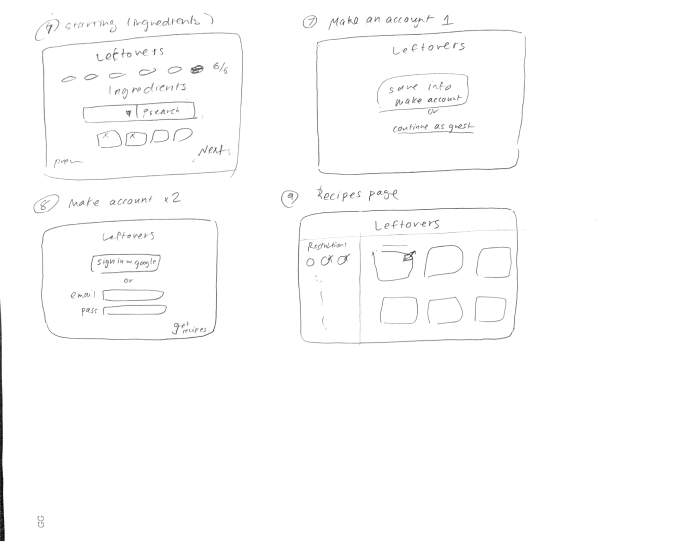 starting (ingredients)
Leftovers
6/6
Ingredients
search
prev
Next
7 Make an account 1
Leftovers
save info
make account
or
continue as guest
8 Make account x2
Leftovers
Sign in w google
or
email
pass
get recipes
9 Recipes page
Leftovers
Restrictions
GG